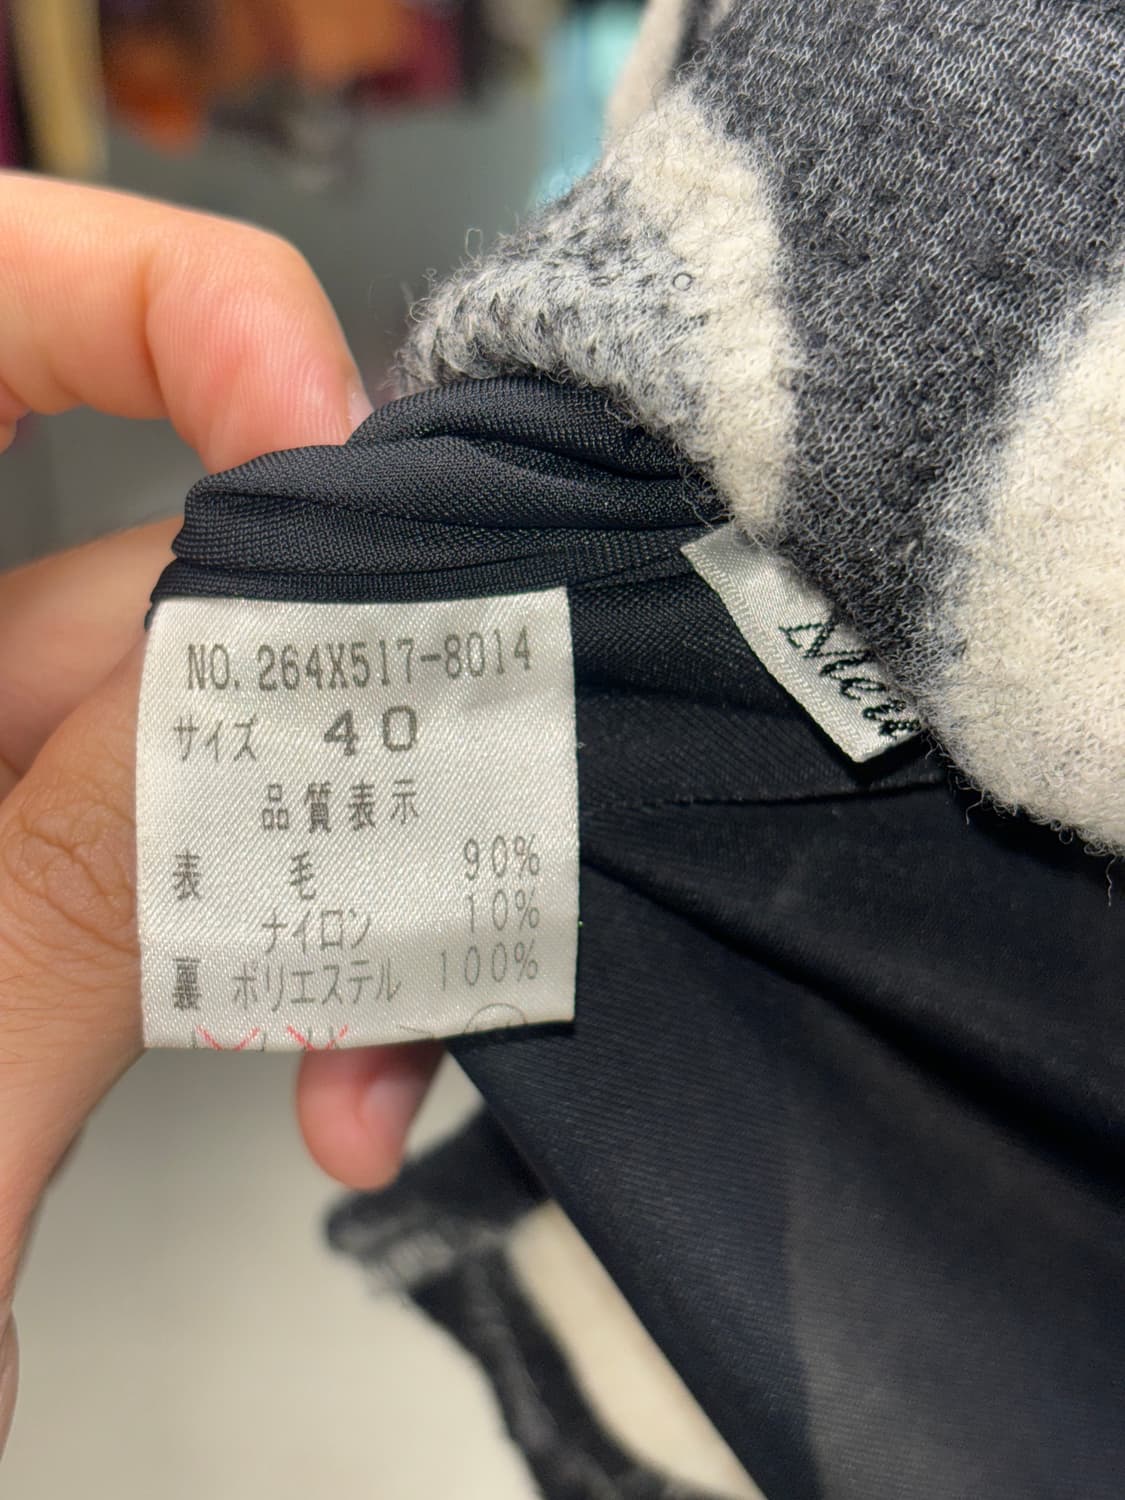 NO. 264X517-8014
サイズ 40
品質表示
表 毛 90%
ナイロン 10%
裏 ポリエステル 100%